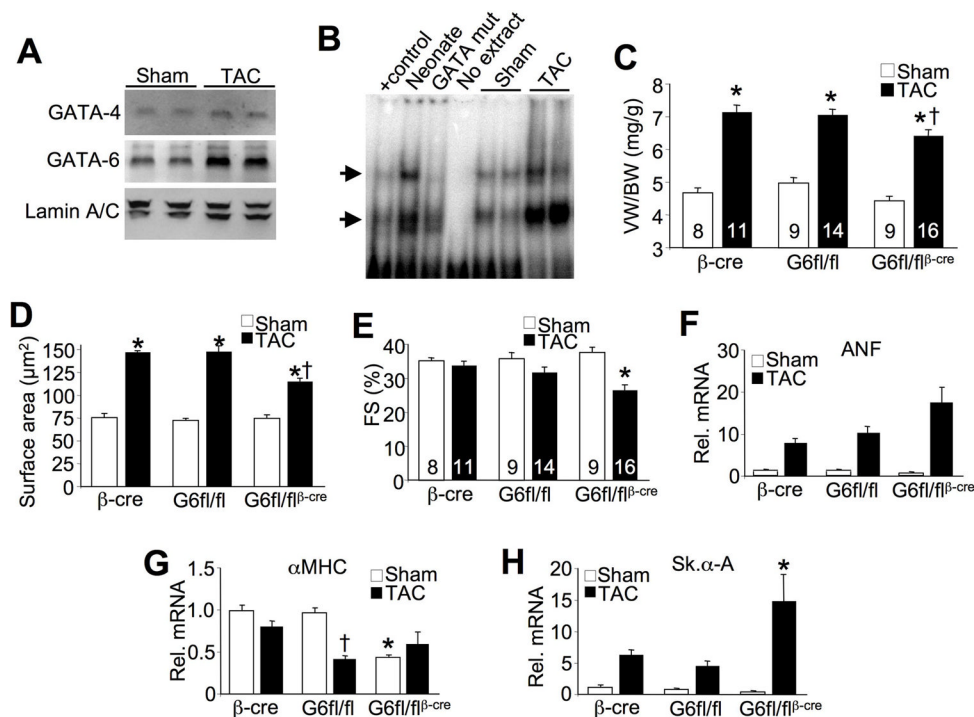 A
Sham TAC
GATA-4
GATA-6
Lamin A/C
B
+control
Neonate
GATA mut
No extract
Sham
TAC
C
Sham
TAC
VW/BW (mg/g)
8
7
6
5
4
3
* * *†
8 11 9 14 9 16
β-cre G6fl/fl G6fl/flβ-cre
D
Sham
TAC
Surface area (μm²)
150
125
100
75
50
25
0
* * *†
β-cre G6fl/fl G6fl/flβ-cre
E
Sham
TAC
FS (%)
40
30
20
10
0
*
8 11 9 14 9 16
β-cre G6fl/fl G6fl/flβ-cre
F
ANF
Sham
TAC
Rel. mRNA
40
30
20
10
0
β-cre G6fl/fl G6fl/flβ-cre
G
αMHC
Sham
TAC
Rel. mRNA
1.5
1.0
0.5
0
† *
β-cre G6fl/fl G6fl/flβ-cre
H
Sk.α-A
Sham
TAC
Rel. mRNA
20
15
10
5
0
*
β-cre G6fl/fl G6fl/flβ-cre